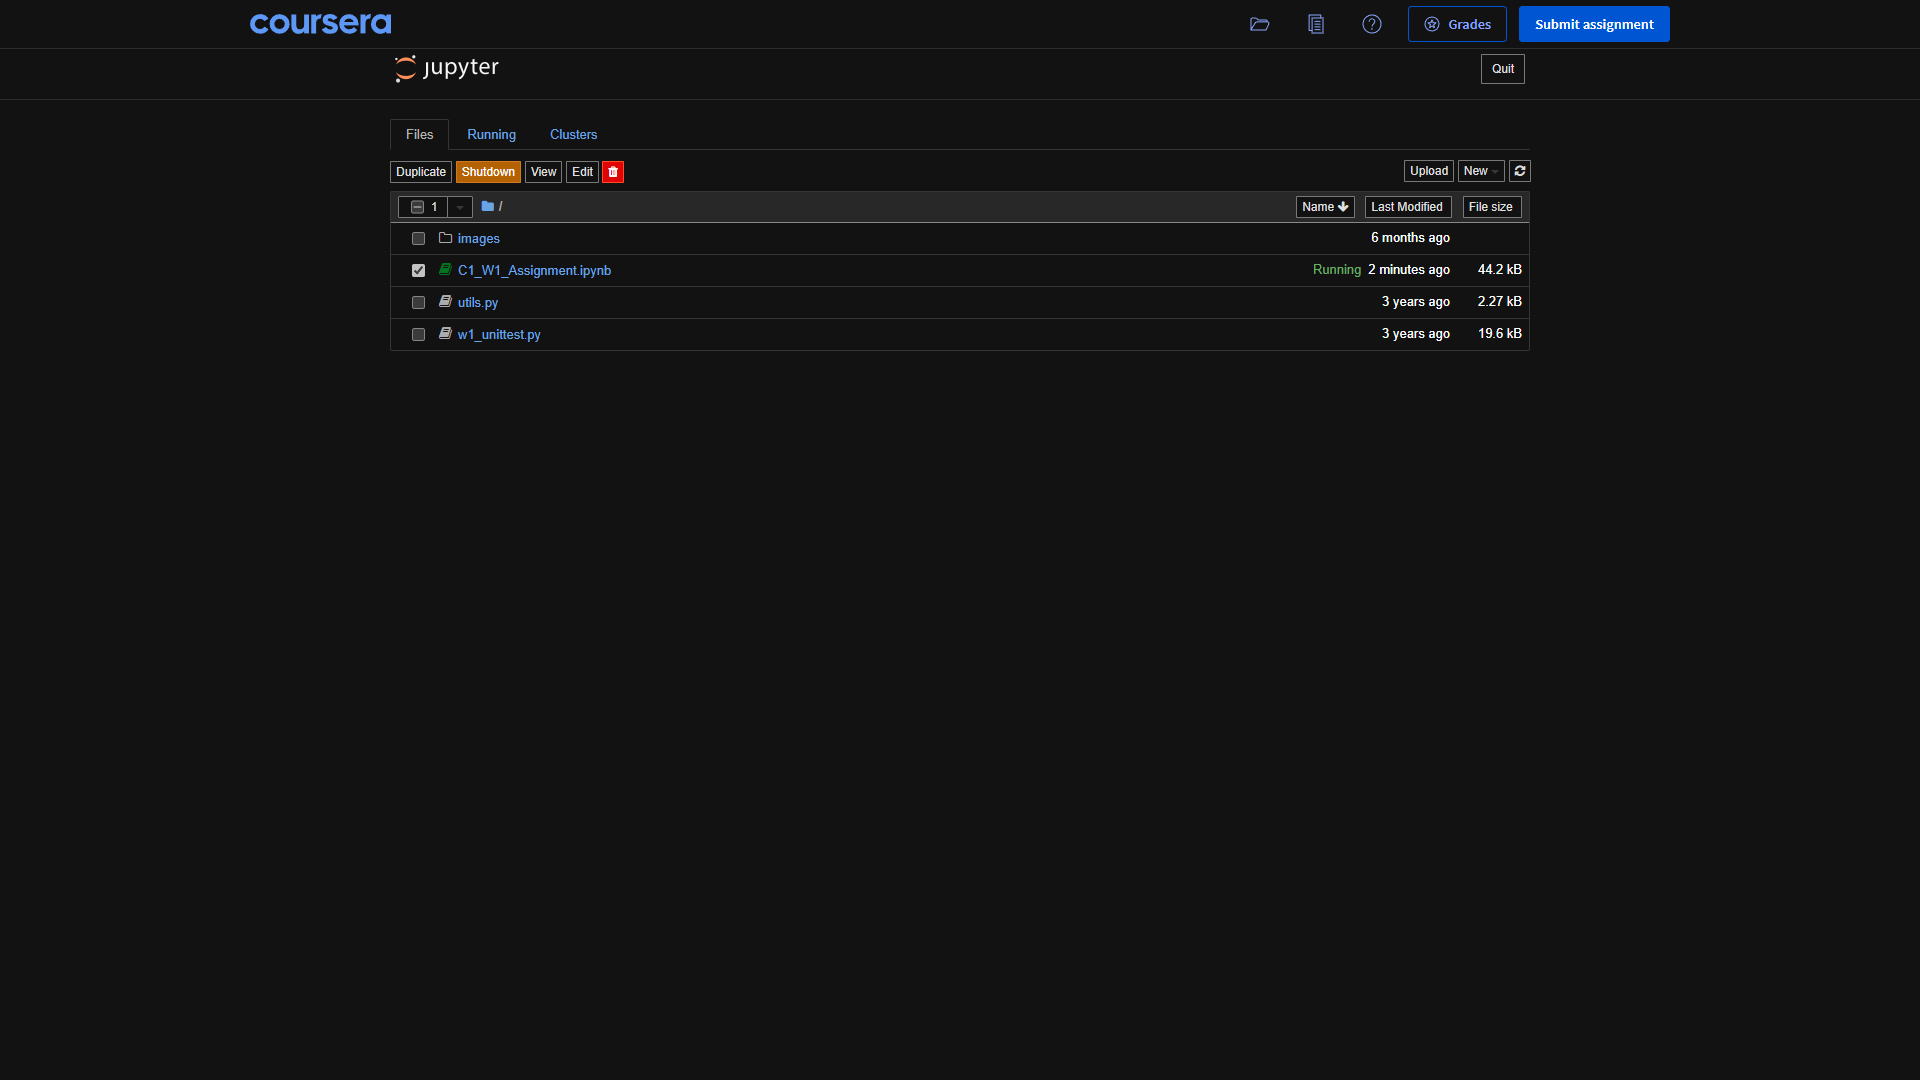 coursera
Grades
Submit assignment
jupyter
Quit
Files Running Clusters
Duplicate Shutdown View Edit
Upload New
1 /
Name Last Modified File size
images 6 months ago
C1_W1_Assignment.ipynb Running 2 minutes ago 44.2 kB
utils.py 3 years ago 2.27 kB
w1_unittest.py 3 years ago 19.6 kB